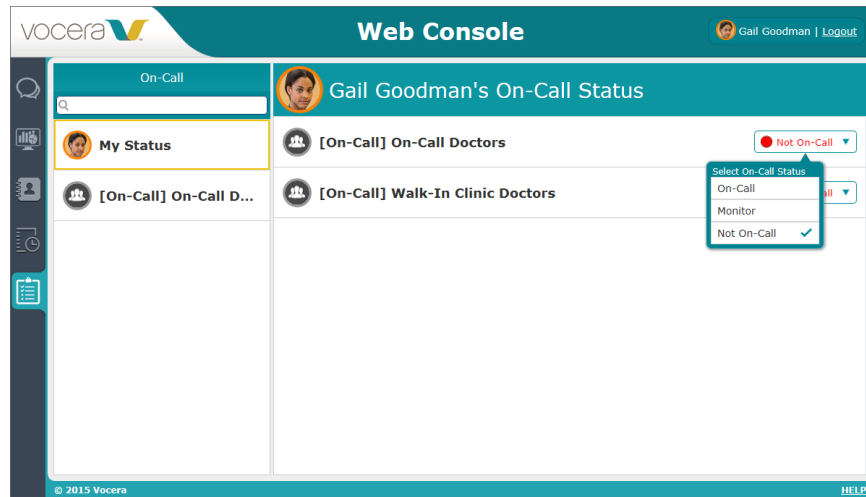 vocera
Web Console
Gail Goodman | Logout
On-Call
Gail Goodman's On-Call Status
My Status
[On-Call] On-Call D...
[On-Call] On-Call Doctors
Not On-Call
[On-Call] Walk-In Clinic Doctors
Select On-Call Status
On-Call
Monitor
Not On-Call
© 2015 Vocera
HELP